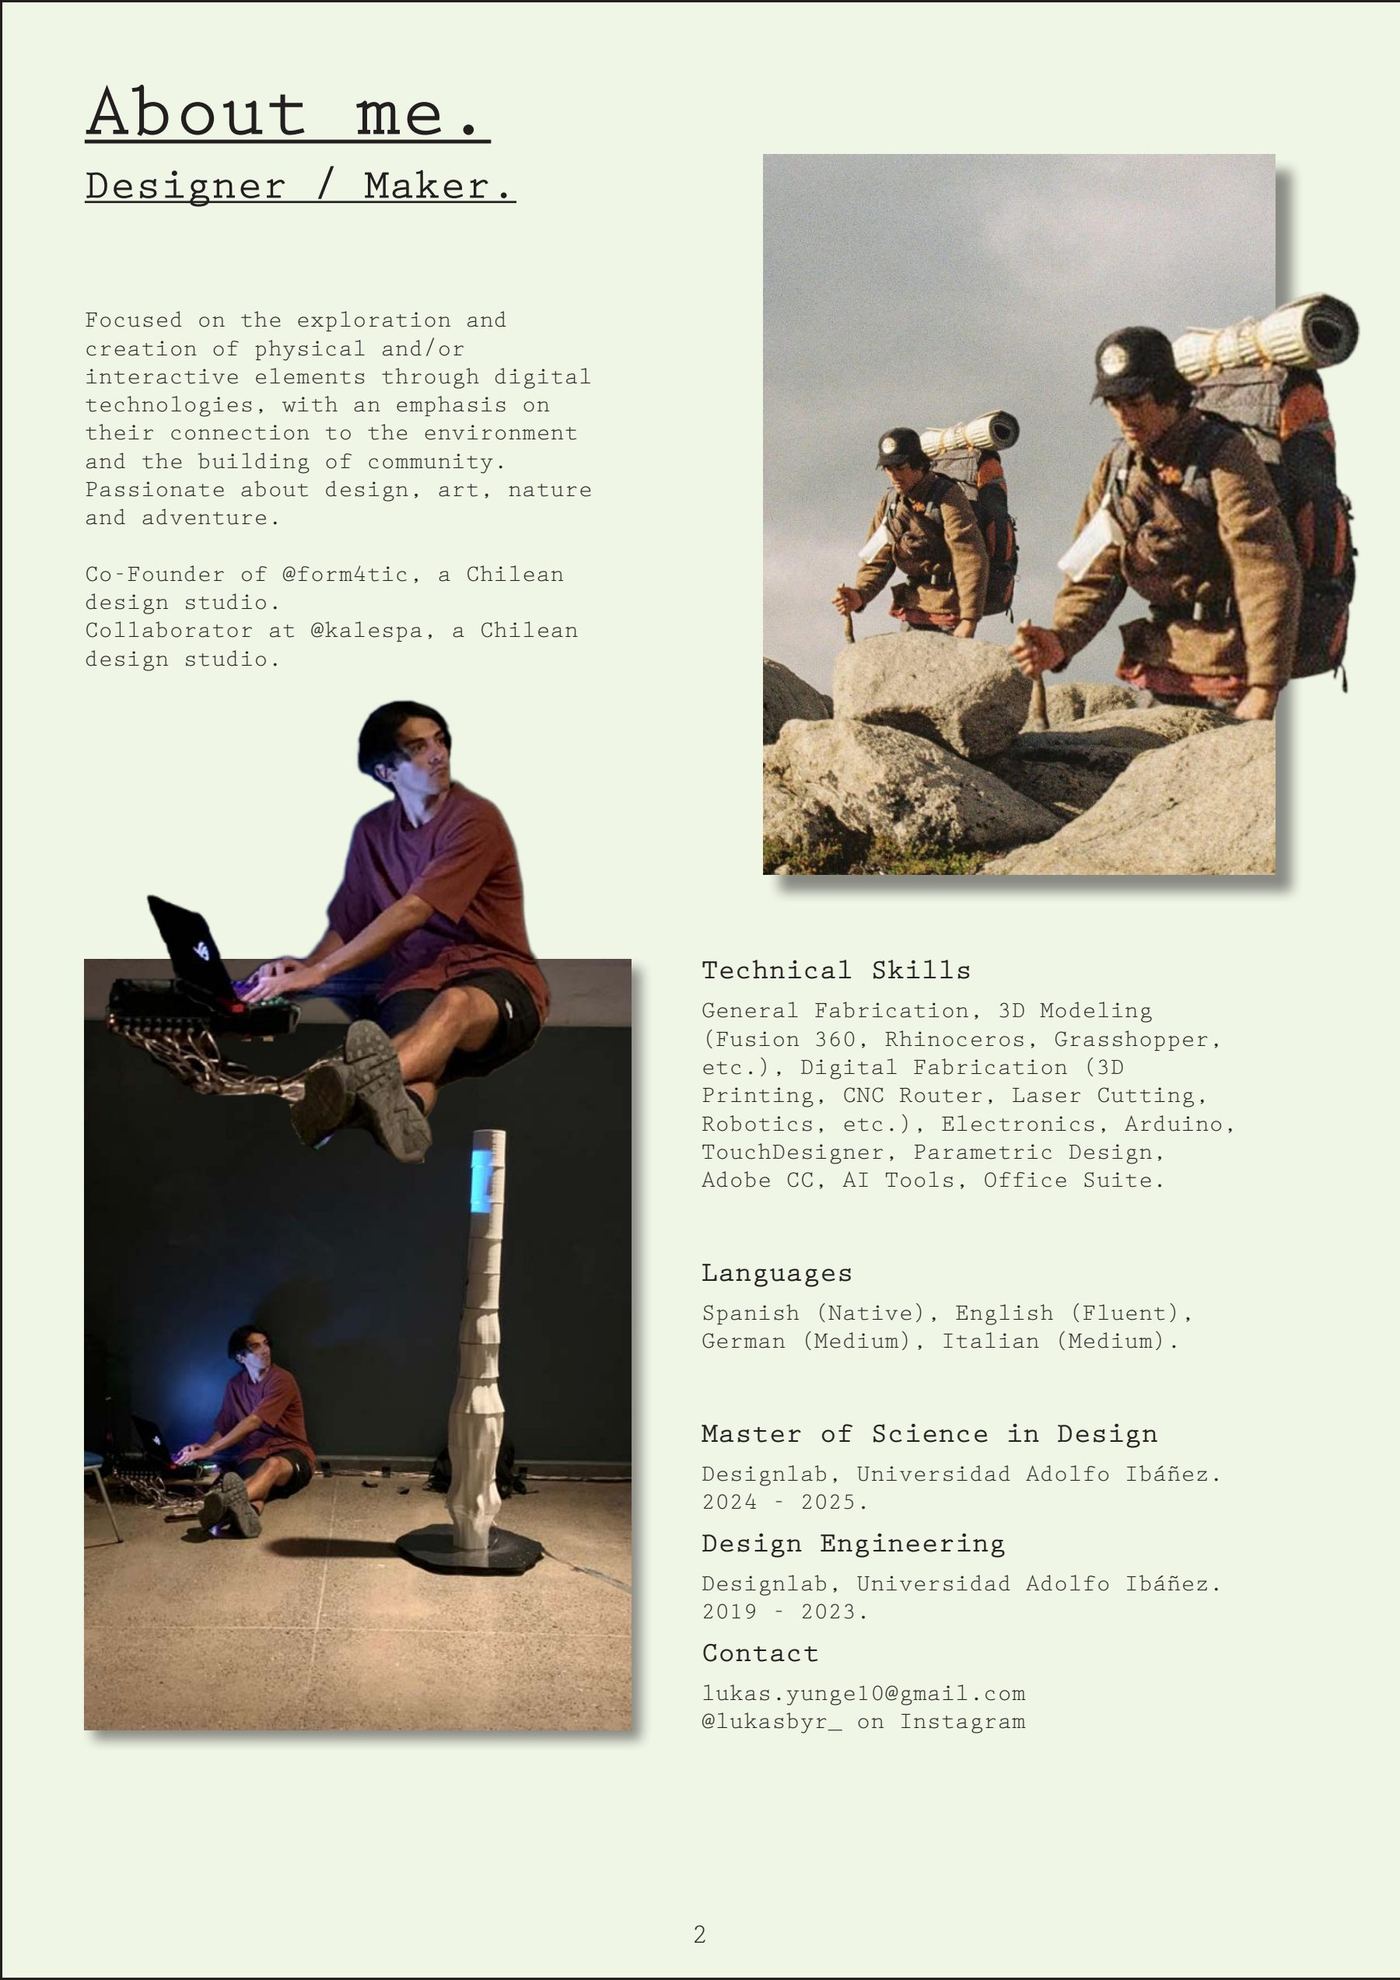 About me.
Designer / Maker.
Focused on the exploration and
creation of physical and/or
interactive elements through digital
technologies, with an emphasis on
their connection to the environment
and the building of community.
Passionate about design, art, nature
and adventure.
Co-Founder of @form4tic, a Chilean
design studio.
Collaborator at @kalespa, a Chilean
design studio.
Technical Skills
General Fabrication, 3D Modeling
(Fusion 360, Rhinoceros, Grasshopper,
etc.), Digital Fabrication (3D
Printing, CNC Router, Laser Cutting,
Robotics, etc.), Electronics, Arduino,
TouchDesigner, Parametric Design,
Adobe CC, AI Tools, Office Suite.
Languages
Spanish (Native), English (Fluent),
German (Medium), Italian (Medium).
Master of Science in Design
Designlab, Universidad Adolfo Ibáñez.
2024 - 2025.
Design Engineering
Designlab, Universidad Adolfo Ibáñez.
2019 - 2023.
Contact
lukas.yunge10@gmail.com
@lukasbyr_ on Instagram
2